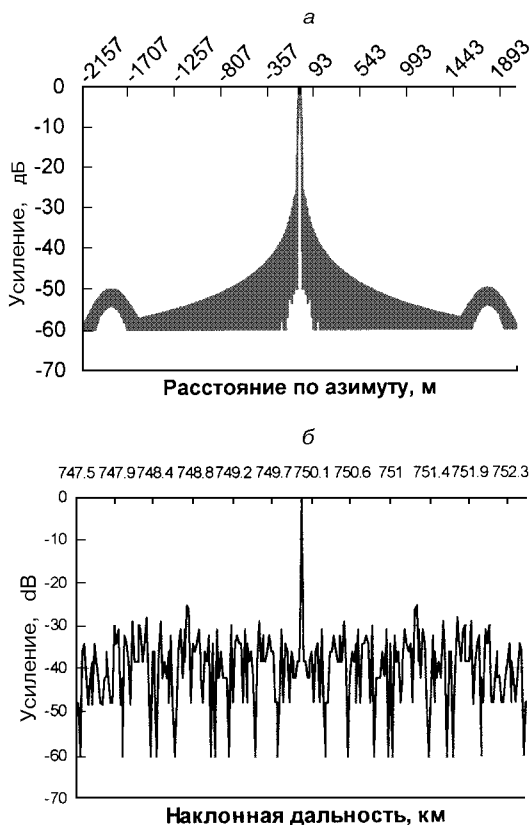 а
-2157 -1707 -1257 -807 -357 93 543 993 1443 1893
0
-10
-20
-30
-40
-50
-60
-70
Усиление, дБ
Расстояние по азимуту, м
б
747.5 747.9 748.4 748.8 749.2 749.7 750.1 750.6 751 751.4 751.9 752.3
0
-10
-20
-30
-40
-50
-60
-70
Усиление, dB
Наклонная дальность, км